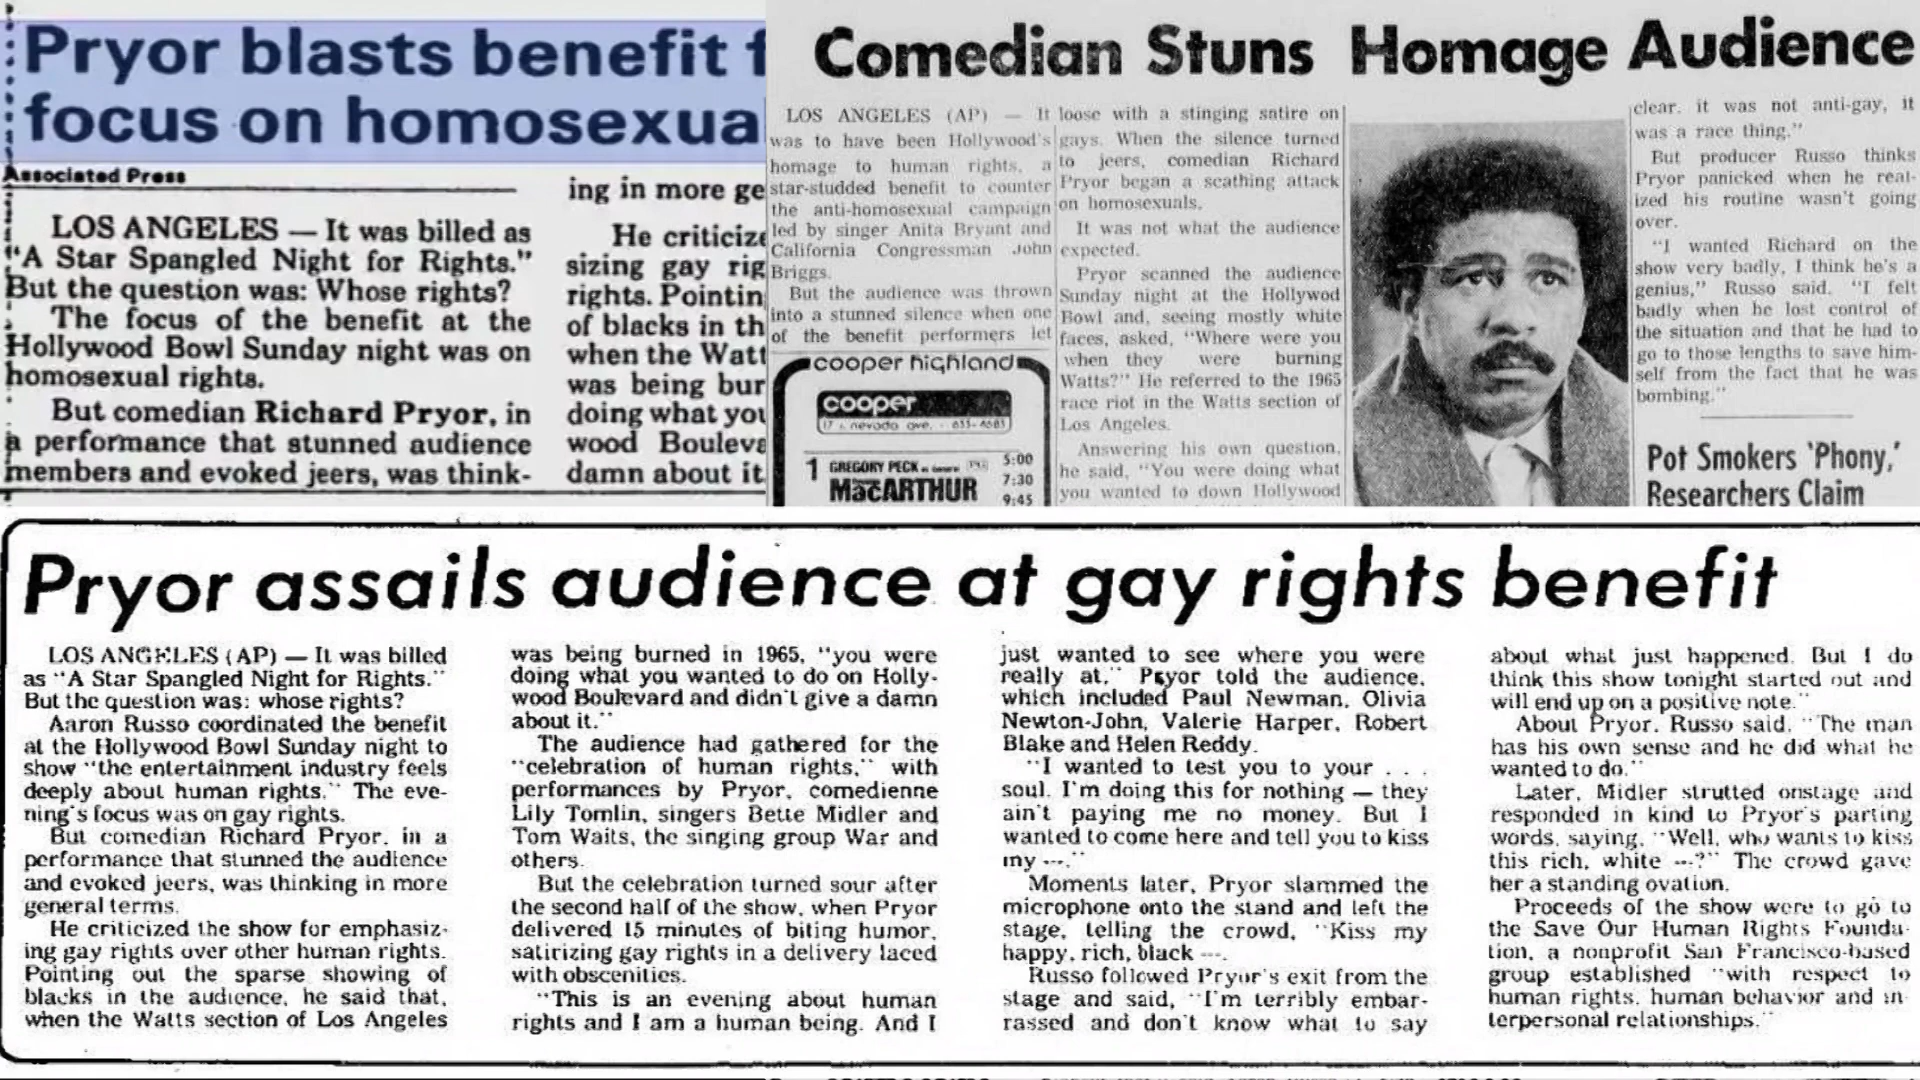 Pryor blasts benefit f
focus on homosexua
Associated Press
LOS ANGELES — It was billed as
"A Star Spangled Night for Rights."
But the question was: Whose rights?
The focus of the benefit at the
Hollywood Bowl Sunday night was on
homosexual rights.
But comedian Richard Pryor, in
a performance that stunned audience
members and evoked jeers, was think-
ing in more ge
He criticize
sizing gay rig
rights. Pointin
of blacks in th
when the Watt
was being bur
doing what you
wood Bouleva
damn about it
Comedian Stuns Homage Audience
LOS ANGELES (AP) — It
was to have been Hollywood's
homage to human rights, a
star-studded benefit to counter
the anti-homosexual campaign
led by singer Anita Bryant and
California Congressman John
Briggs.
But the audience was thrown
into a stunned silence when one
of the benefit performers let
cooper highland
cooper
17 s. nevada ave. - 635-4685
1 GREGORY PECK
MacARTHUR
5:00
7:30
9:45
loose with a stinging satire on
gays. When the silence turned
to jeers, comedian Richard
Pryor began a scathing attack
on homosexuals.
It was not what the audience
expected.
Pryor scanned the audience
Sunday night at the Hollywod
Bowl and, seeing mostly white
faces, asked, "Where were you
when they were burning
Watts?" He referred to the 1965
race riot in the Watts section of
Los Angeles.
Answering his own question,
he said, "You were doing what
you wanted to down Hollywood
clear. it was not anti-gay, it
was a race thing."
But producer Russo thinks
Pryor panicked when he real-
ized his routine wasn't going
over.
"I wanted Richard on the
show very badly, I think he's a
genius," Russo said. "I felt
badly when he lost control of
the situation and that he had to
go to those lengths to save him-
self from the fact that he was
bombing."
Pot Smokers 'Phony,'
Researchers Claim
Pryor assails audience at gay rights benefit
LOS ANGELES (AP) — It was billed
as "A Star Spangled Night for Rights."
But the question was: whose rights?
Aaron Russo coordinated the benefit
at the Hollywood Bowl Sunday night to
show "the entertainment industry feels
deeply about human rights." The eve-
ning's focus was on gay rights.
But comedian Richard Pryor, in a
performance that stunned the audience
and evoked jeers, was thinking in more
general terms.
He criticized the show for emphasiz-
ing gay rights over other human rights.
Pointing out the sparse showing of
blacks in the audience, he said that,
when the Watts section of Los Angeles
was being burned in 1965, "you were
doing what you wanted to do on Holly-
wood Boulevard and didn't give a damn
about it."
The audience had gathered for the
"celebration of human rights," with
performances by Pryor, comedienne
Lily Tomlin, singers Bette Midler and
Tom Waits, the singing group War and
others.
But the celebration turned sour after
the second half of the show, when Pryor
delivered 15 minutes of biting humor,
satirizing gay rights in a delivery laced
with obscenities.
"This is an evening about human
rights and I am a human being. And I
just wanted to see where you were
really at," Pryor told the audience,
which included Paul Newman, Olivia
Newton-John, Valerie Harper, Robert
Blake and Helen Reddy.
"I wanted to test you to your . . .
soul. I'm doing this for nothing — they
ain't paying me no money. But I
wanted to come here and tell you to kiss
my ---."
Moments later, Pryor slammed the
microphone onto the stand and left the
stage, telling the crowd, "Kiss my
happy, rich, black ---.
Russo followed Pryor's exit from the
stage and said, "I'm terribly embar-
rassed and don't know what to say
about what just happened. But I do
think this show tonight started out and
will end up on a positive note."
About Pryor, Russo said, "The man
has his own sense and he did what he
wanted to do."
Later, Midler strutted onstage and
responded in kind to Pryor's parting
words, saying, "Well, who wants to kiss
this rich, white ---?" The crowd gave
her a standing ovation.
Proceeds of the show were to go to
the Save Our Human Rights Founda-
tion, a nonprofit San Francisco-based
group established "with respect to
human rights, human behavior and in-
terpersonal relationships."